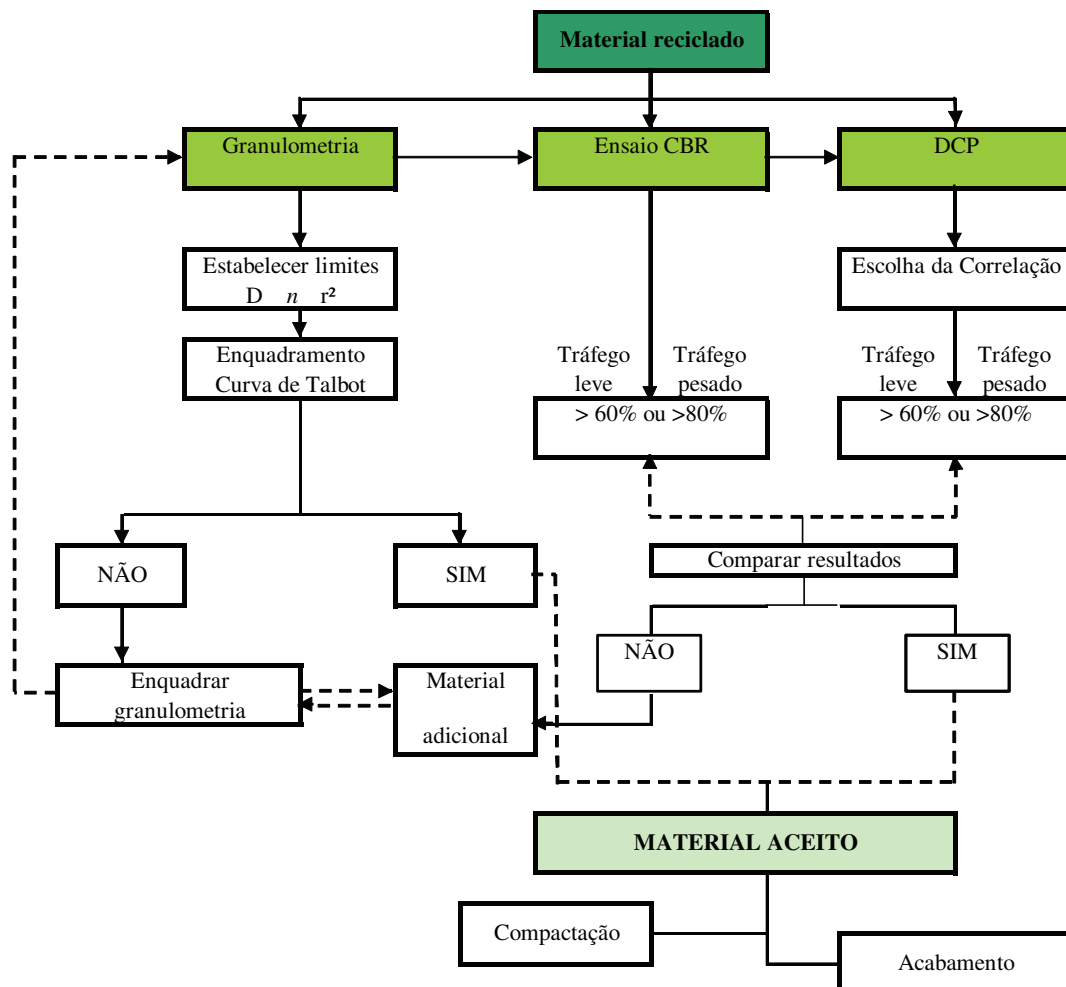 Material reciclado
Granulometria
Ensaio CBR
DCP
Estabelecer limites
D n r²
Escolha da Correlação
Enquadramento
Curva de Talbot
Tráfego
leve
Tráfego
pesado
Tráfego
leve
Tráfego
pesado
> 60% ou >80%
> 60% ou >80%
Comparar resultados
NÃO
SIM
NÃO
SIM
Enquadrar
granulometria
Material
adicional
MATERIAL ACEITO
Compactação
Acabamento